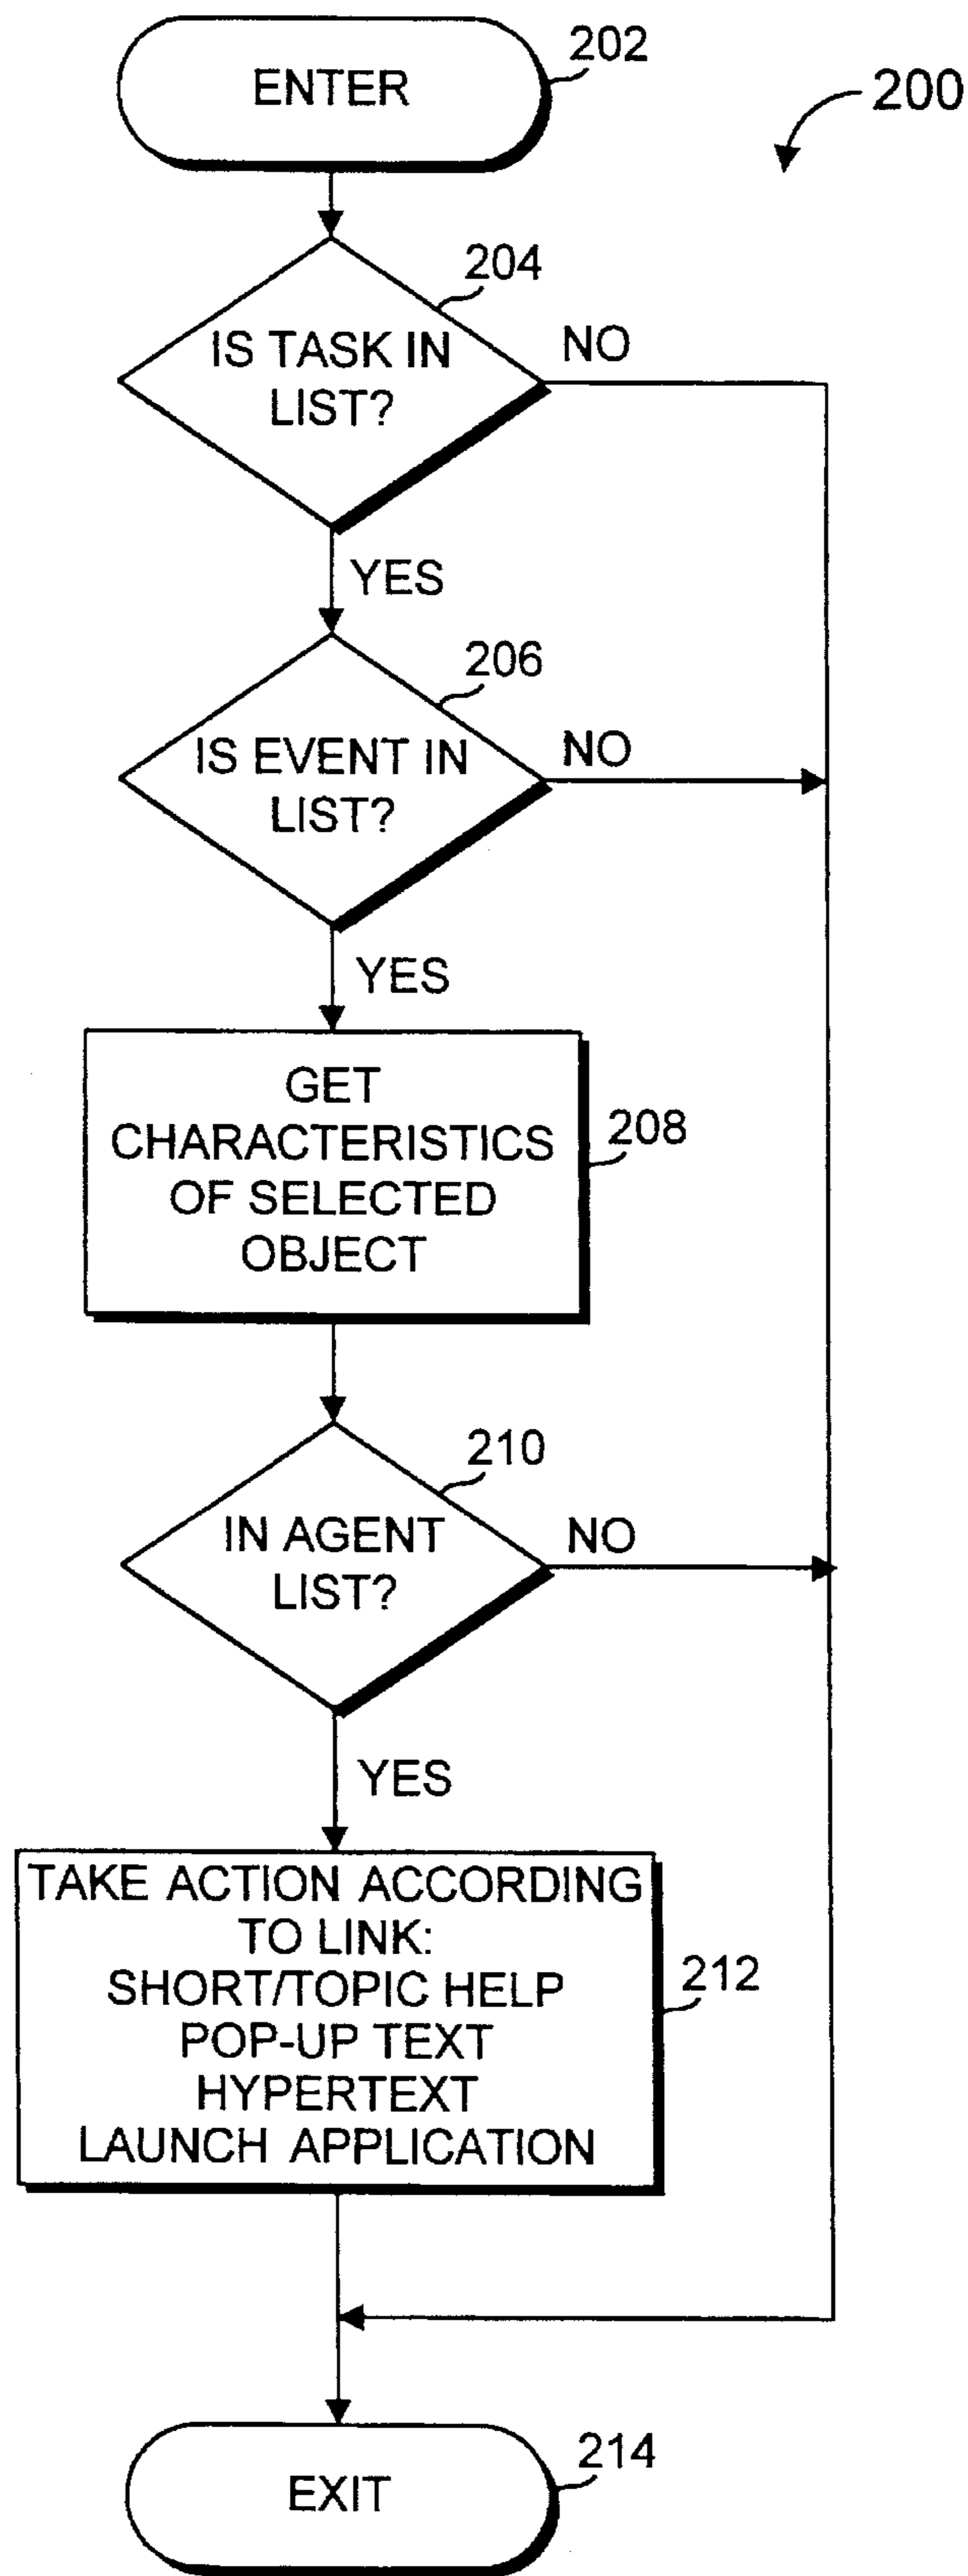 ENTER
202
200
204
IS TASK IN
LIST?
NO
YES
206
IS EVENT IN
LIST?
NO
YES
GET
CHARACTERISTICS
OF SELECTED
OBJECT
208
210
IN AGENT
LIST?
NO
YES
TAKE ACTION ACCORDING
TO LINK:
SHORT/TOPIC HELP
POP-UP TEXT
HYPERTEXT
LAUNCH APPLICATION
212
EXIT
214